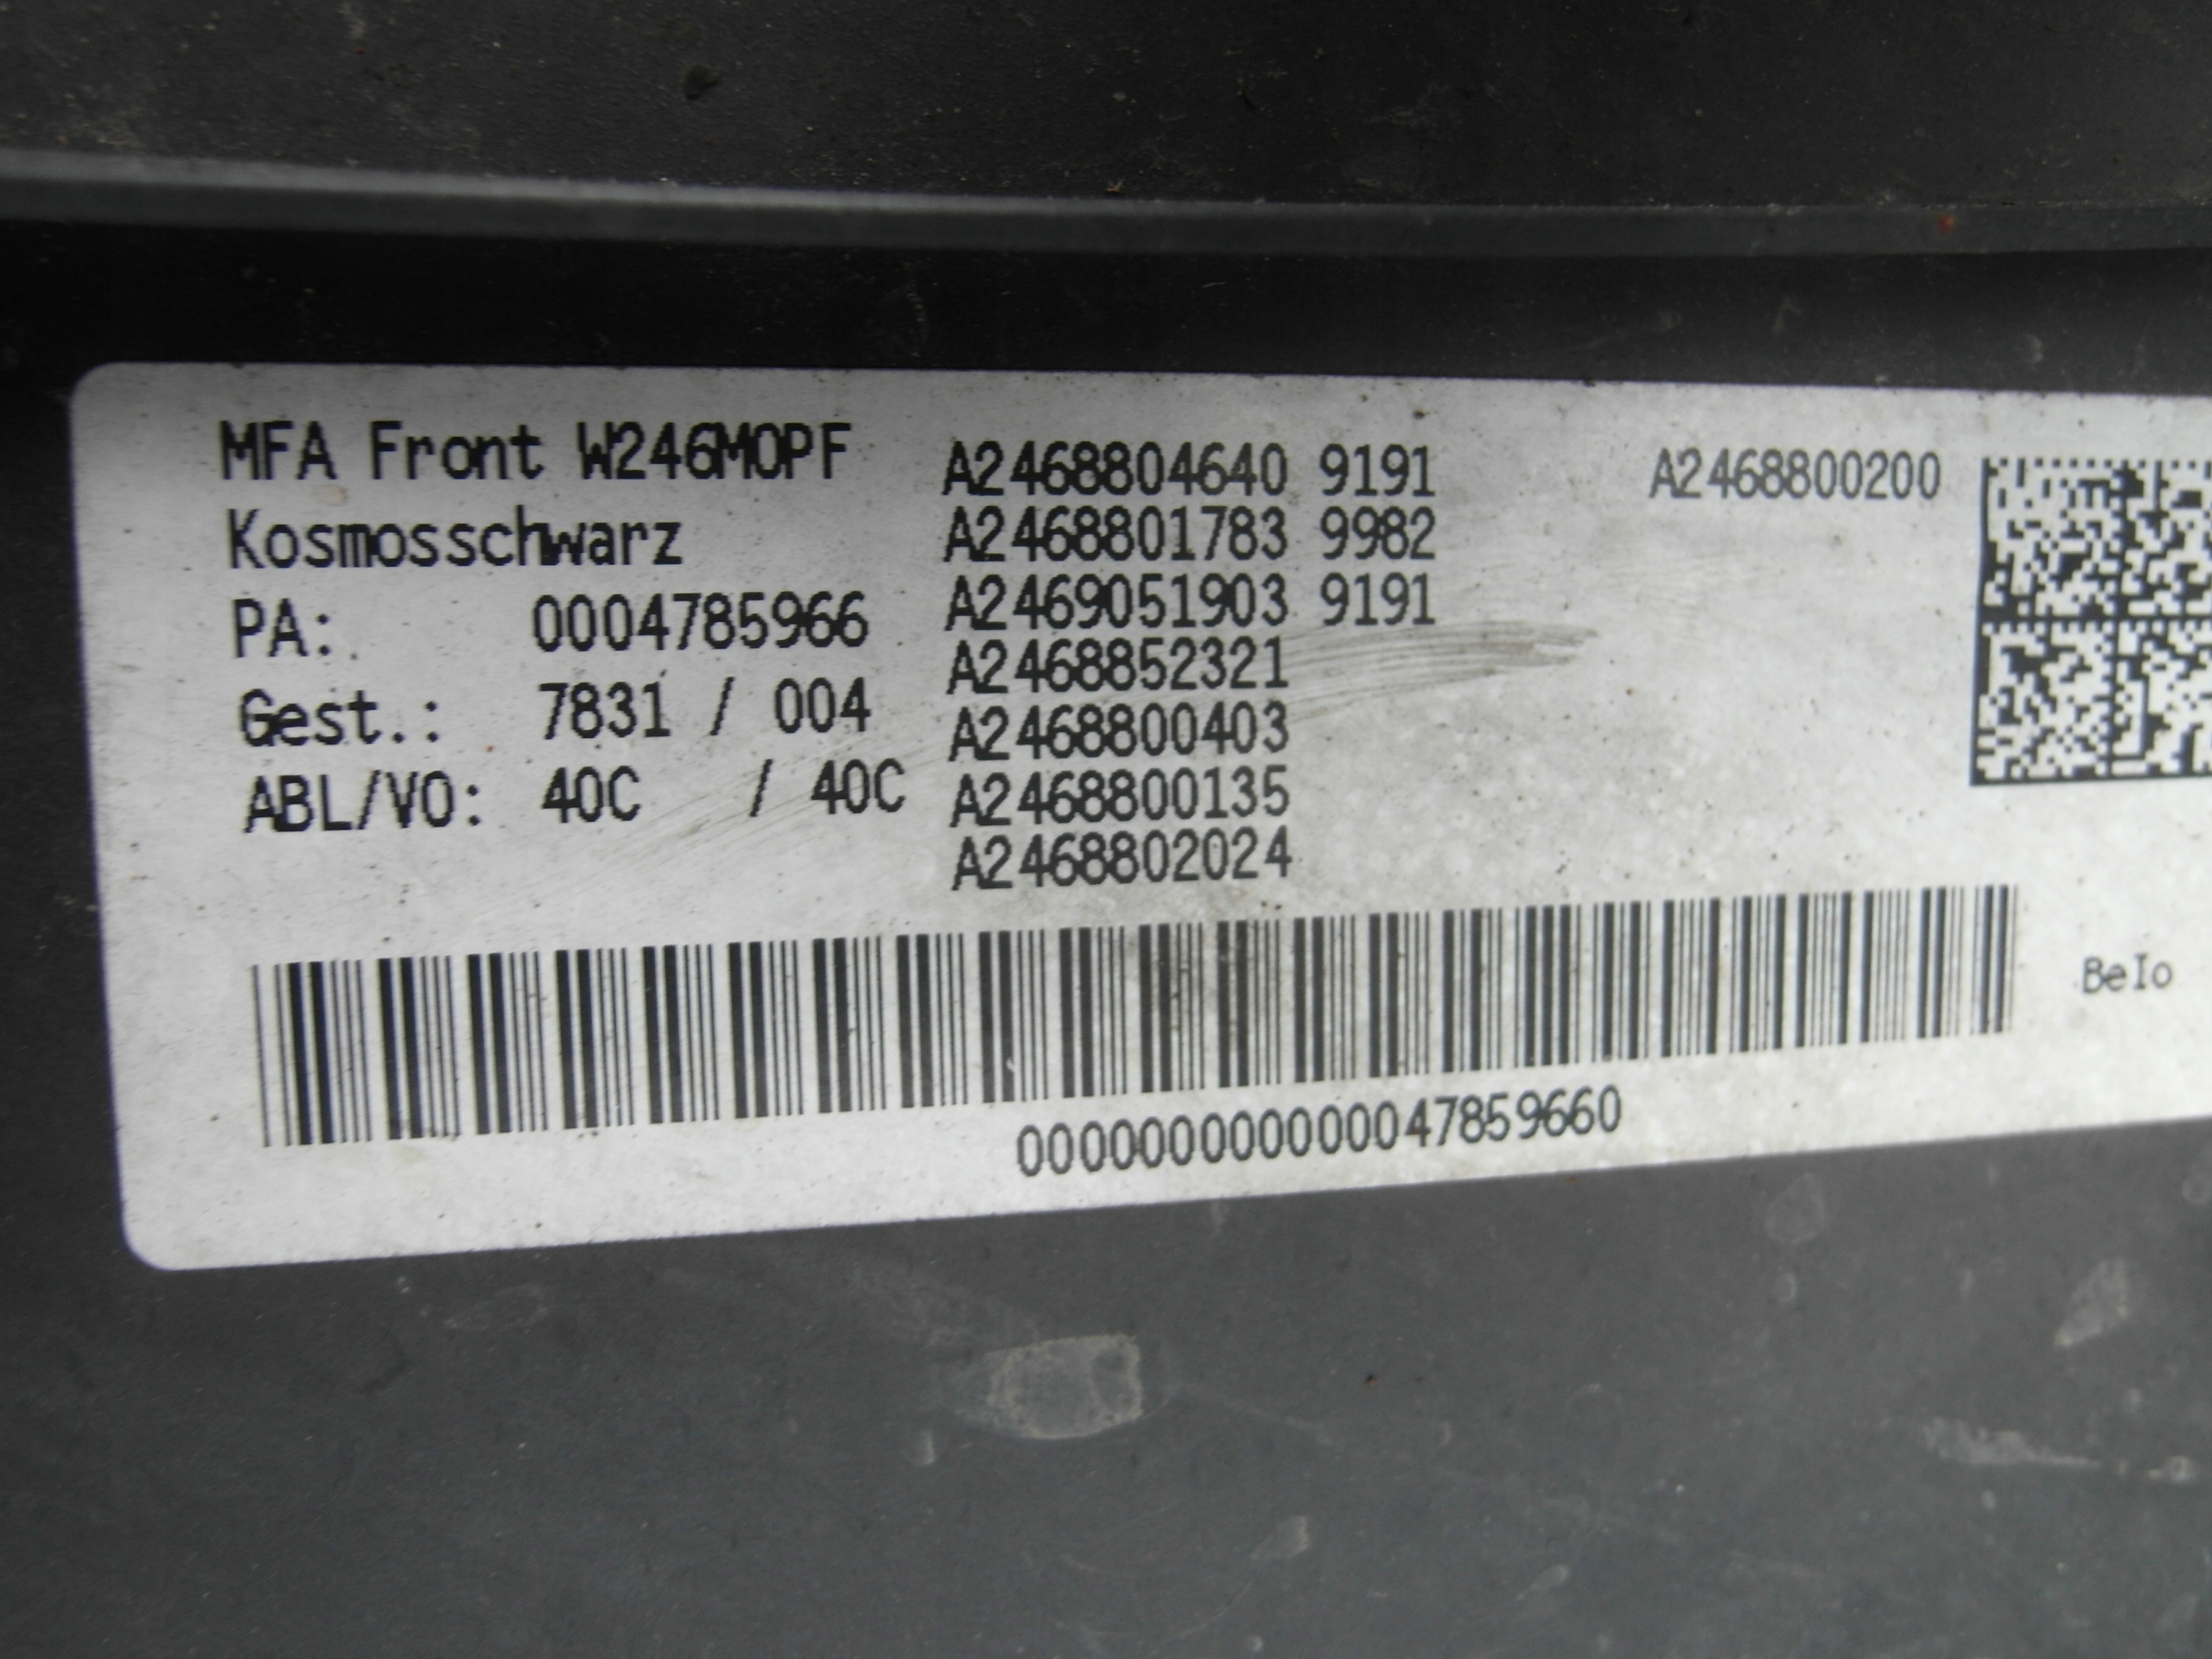 MFA Front W246MOPF
Kosmosschwarz
PA: 0004785966
Gest.: 7831 / 004
ABL/VO: 40C / 40C
A2468804640 9191
A2468801783 9982
A2469051903 9191
A2468852321
A2468800403
A2468800135
A2468802024
A2468800200
00000000000047859660
BeIo